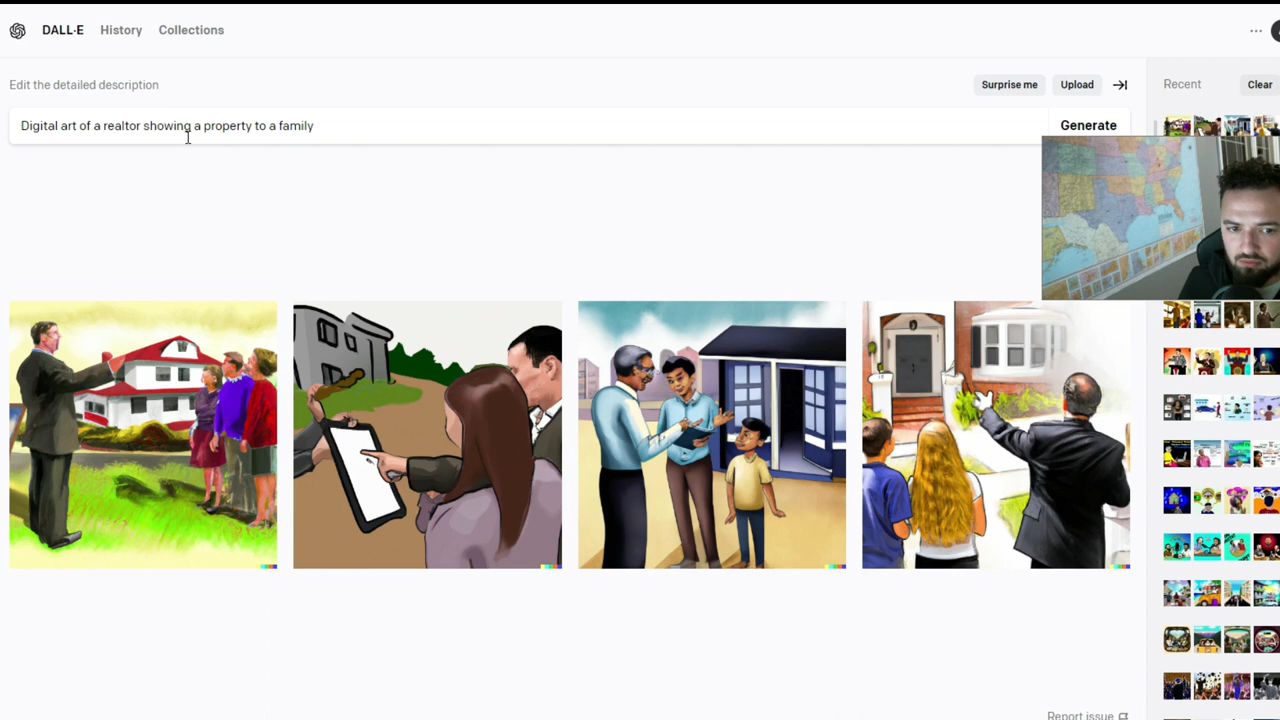 DALL·E History Collections ···
Edit the detailed description
Surprise me
Upload
Recent
Clear
Digital art of a realtor showing a property to a family
Generate
Report issue